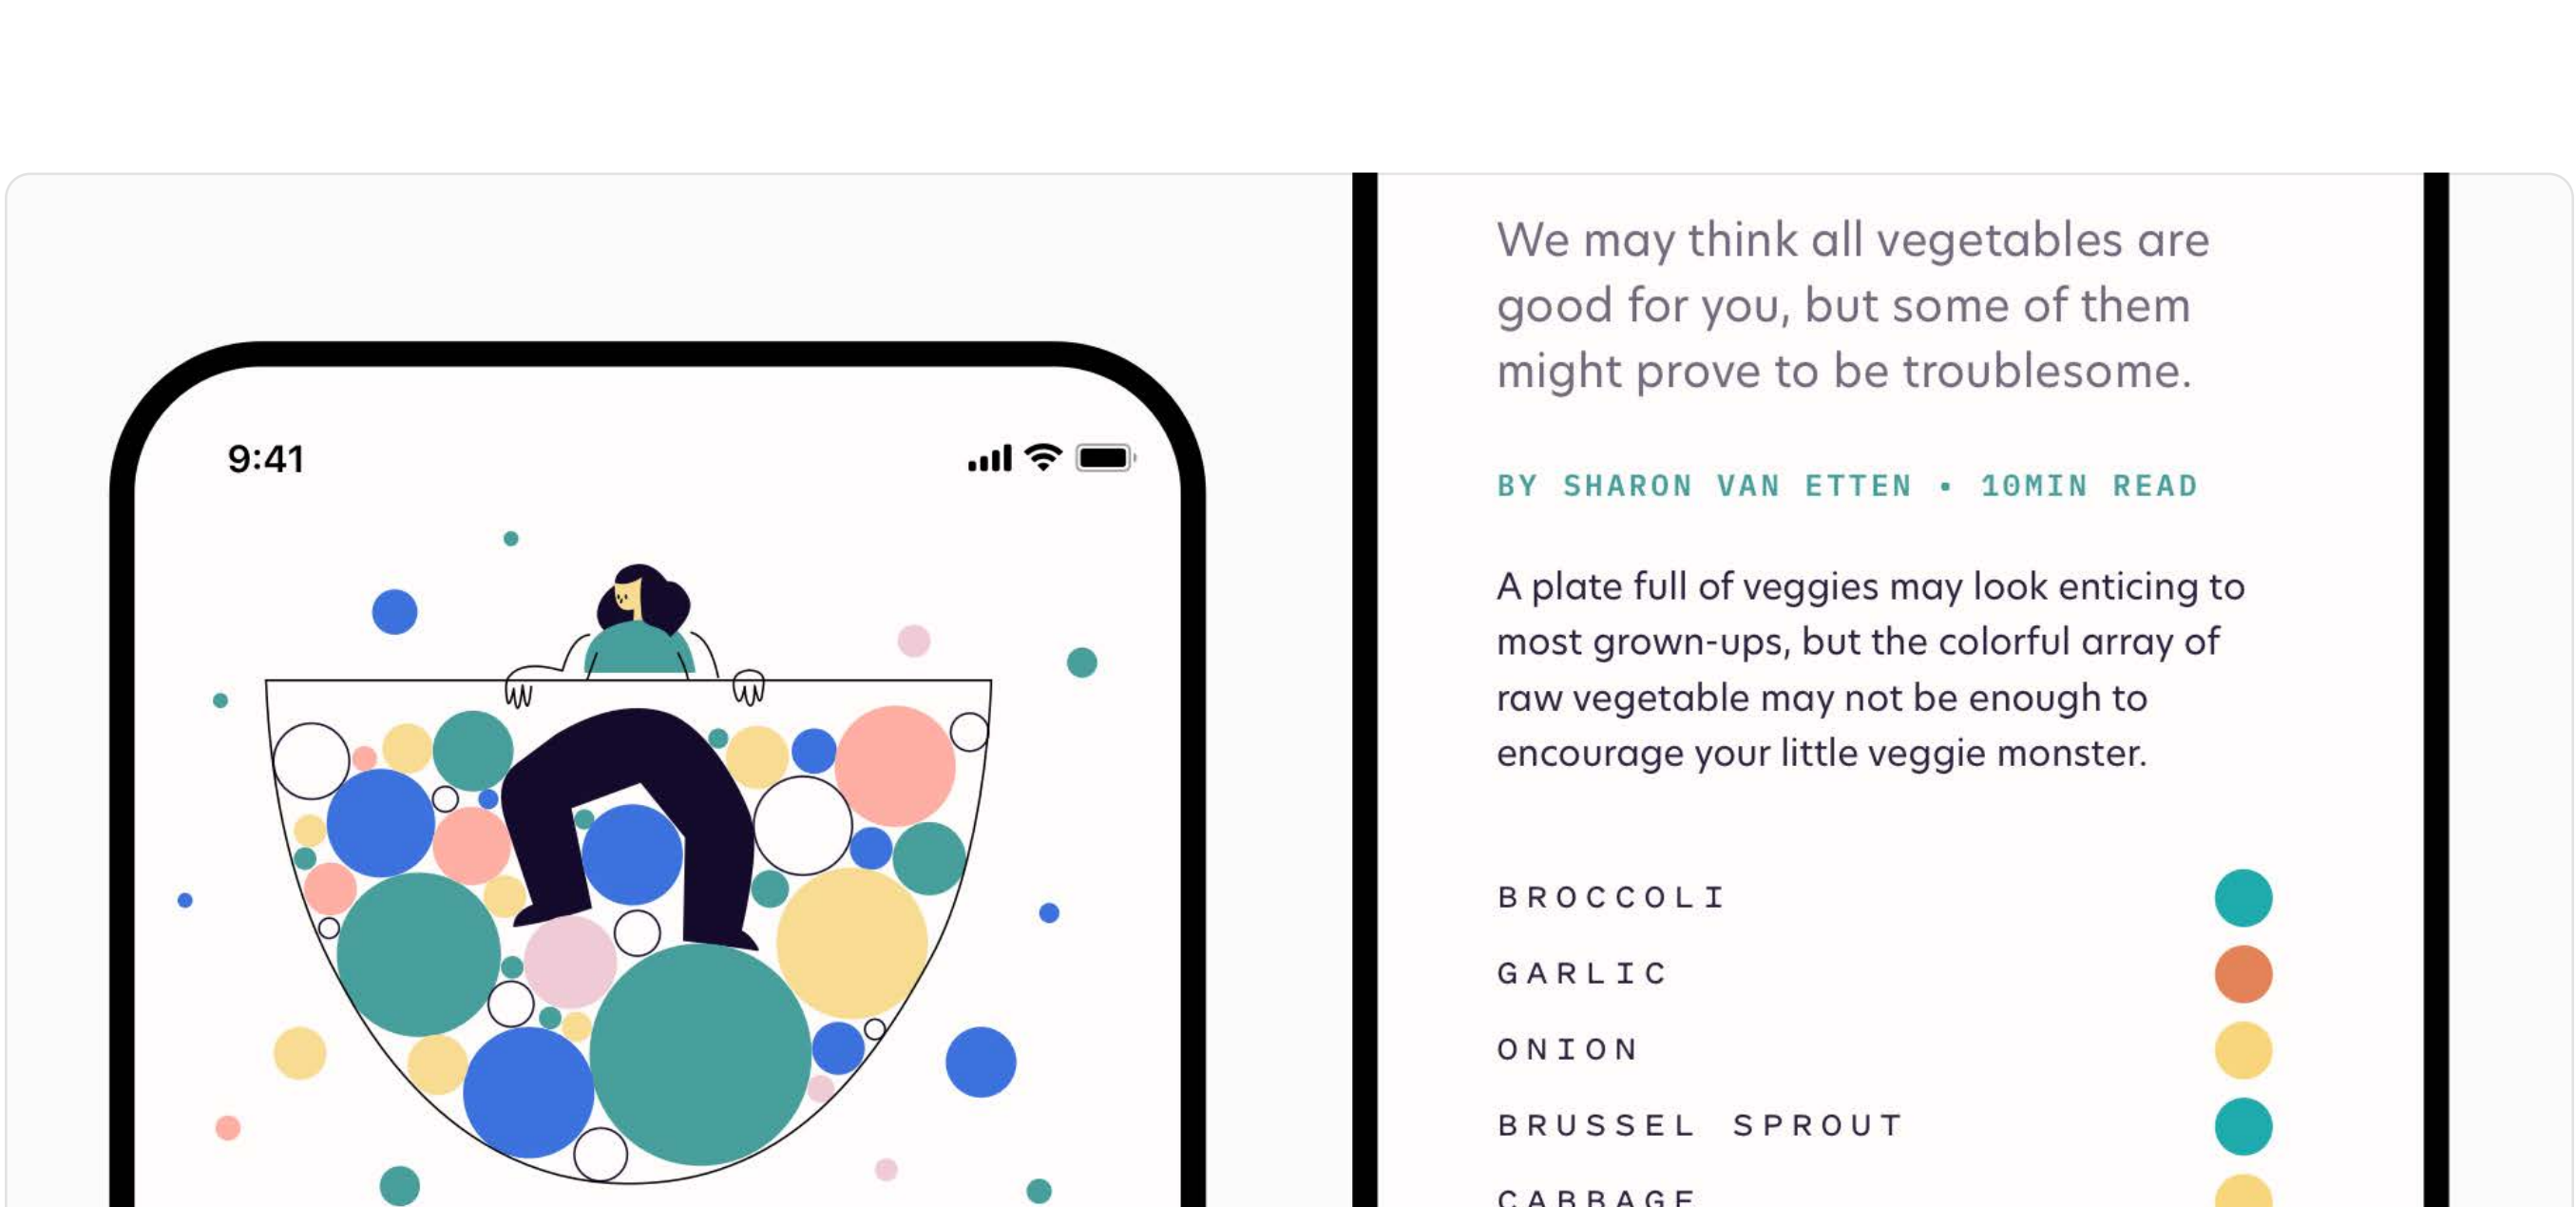 9:41
We may think all vegetables are
good for you, but some of them
might prove to be troublesome.
BY SHARON VAN ETTEN • 10MIN READ
A plate full of veggies may look enticing to
most grown-ups, but the colorful array of
raw vegetable may not be enough to
encourage your little veggie monster.
BROCCOLI
GARLIC
ONION
BRUSSEL SPROUT
CABBAGE